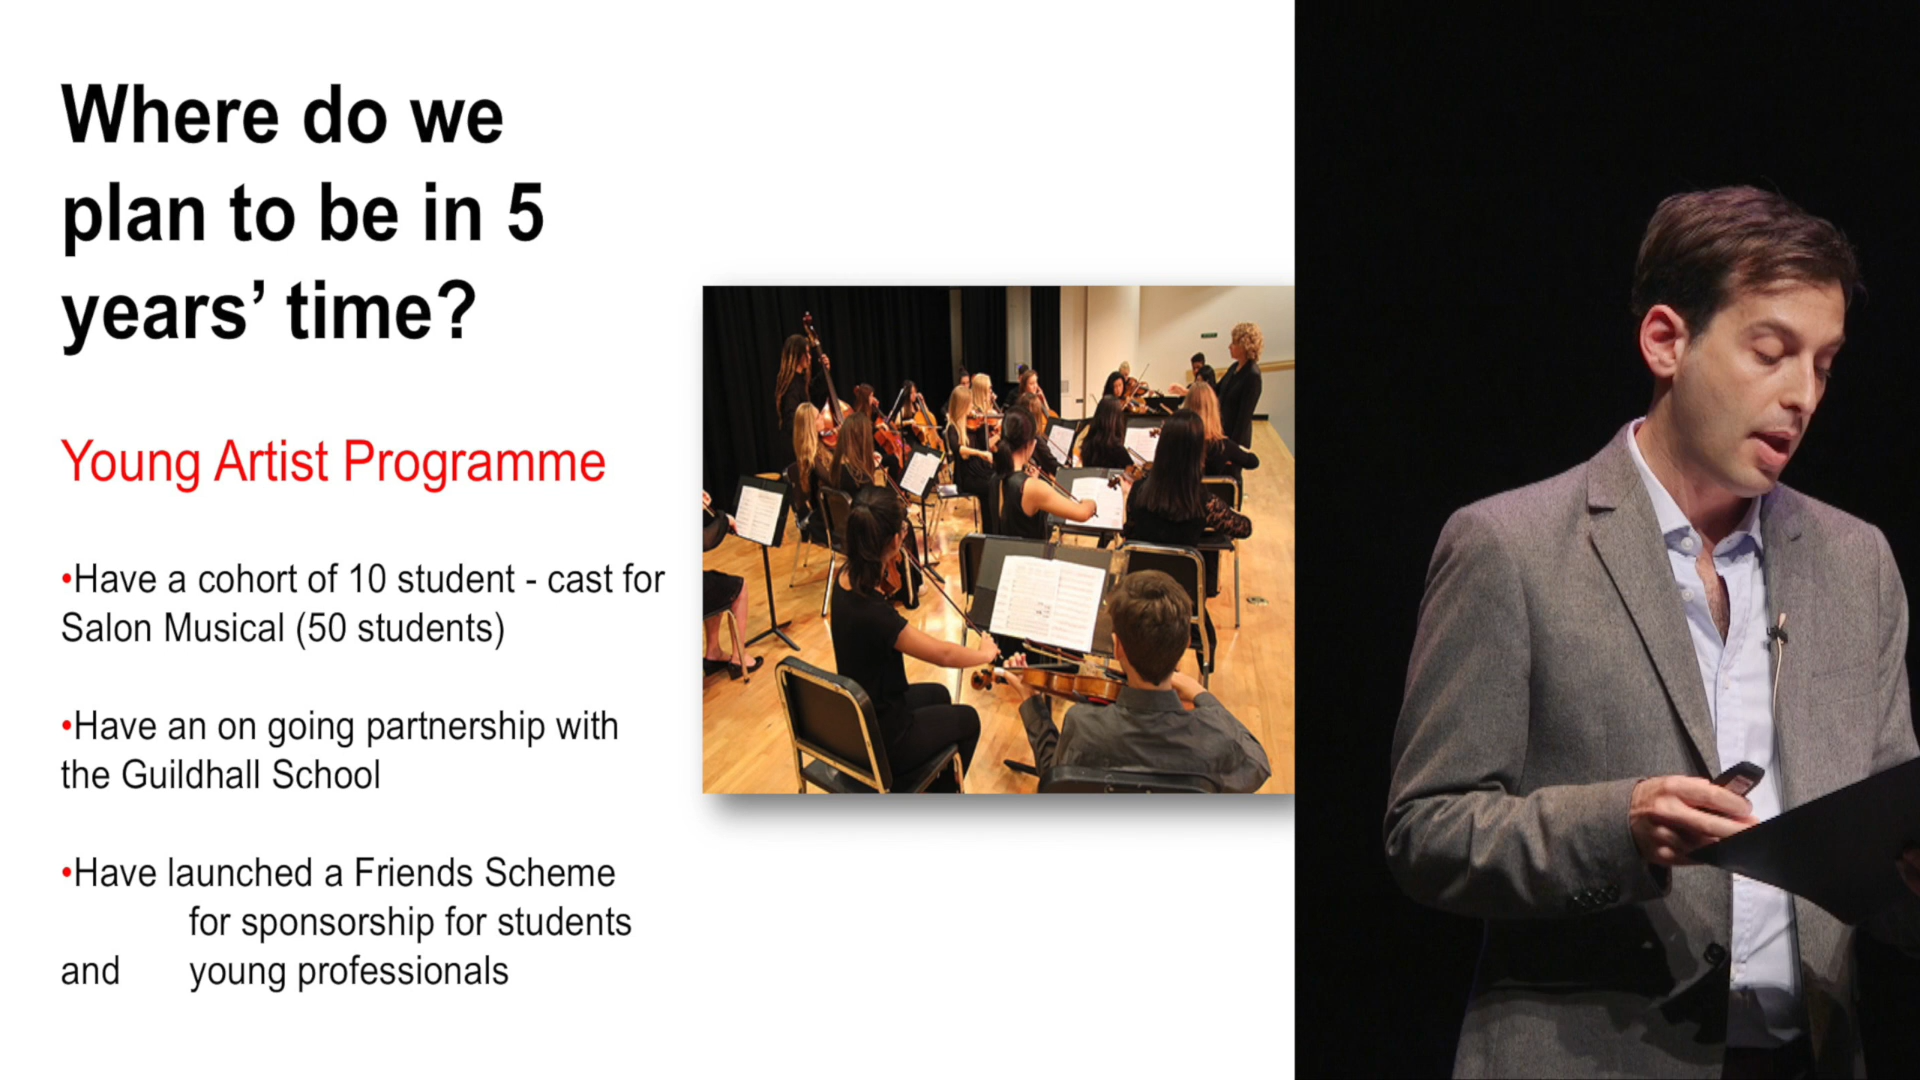 Where do we
plan to be in 5
years’ time?
Young Artist Programme
•Have a cohort of 10 student - cast for
Salon Musical (50 students)
•Have an on going partnership with
the Guildhall School
•Have launched a Friends Scheme
for sponsorship for students
and young professionals